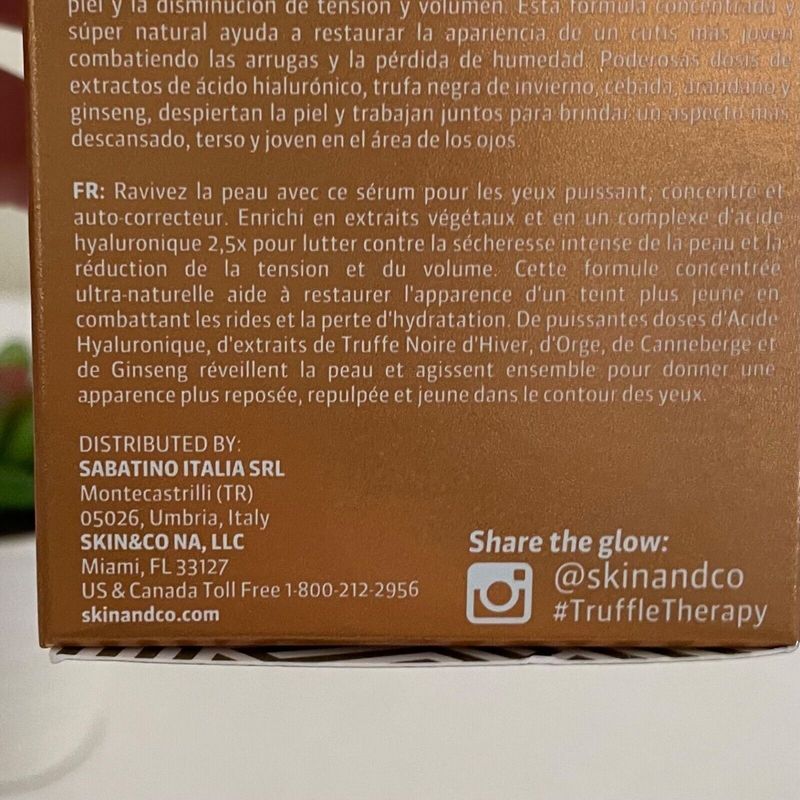 piel y la disminución de tensión y volumen. Esta fórmula concentrada y
súper natural ayuda a restaurar la apariencia de un cutis más joven
combatiendo las arrugas y la pérdida de humedad. Poderosas dosis de
extractos de ácido hialurónico, trufa negra de invierno, cebada, arándano y
ginseng, despiertan la piel y trabajan juntos para brindar un aspecto más
descansado, terso y joven en el área de los ojos.
FR: Ravivez la peau avec ce sérum pour les yeux puissant, concentré et
auto-correcteur. Enrichi en extraits végétaux et en un complexe d'acide
hyaluronique 2,5x pour lutter contre la sécheresse intense de la peau et la
réduction de la tension et du volume. Cette formule concentrée
ultra-naturelle aide à restaurer l'apparence d'un teint plus jeune en
combattant les rides et la perte d'hydratation. De puissantes doses d'Acide
Hyaluronique, d'extraits de Truffe Noire d'Hiver, d'Orge, de Canneberge et
de Ginseng réveillent la peau et agissent ensemble pour donner une
apparence plus reposée, repulpée et jeune dans le contour des yeux.
DISTRIBUTED BY:
SABATINO ITALIA SRL
Montecastrilli (TR)
05026, Umbria, Italy
SKIN&CO NA, LLC
Miami, FL 33127
US & Canada Toll Free 1-800-212-2956
skinandco.com
Share the glow:
@skinandco
#TruffleTherapy